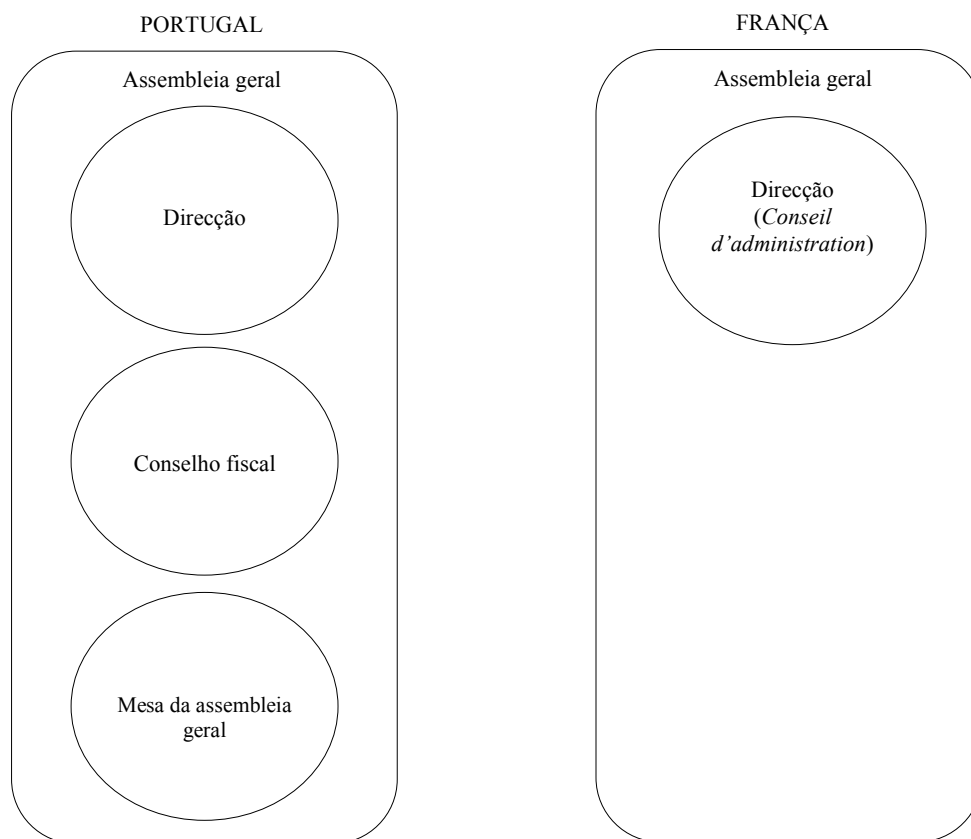 PORTUGAL
Assembleia geral
Direcção
Conselho fiscal
Mesa da assembleia
geral
FRANÇA
Assembleia geral
Direcção
(Conseil
d’administration)